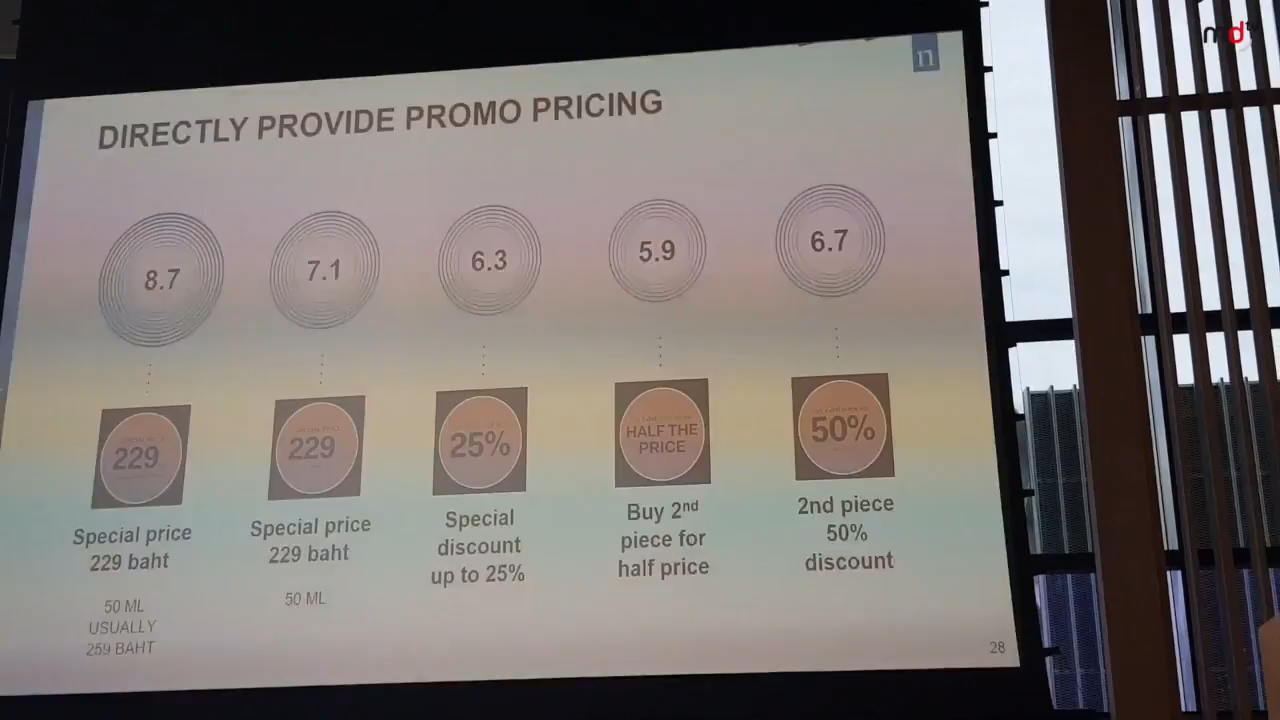 n
DIRECTLY PROVIDE PROMO PRICING
8.7
7.1
6.3
5.9
6.7
229
229
25%
HALF THE
PRICE
50%
Special price
229 baht
50 ML
USUALLY
259 BAHT
Special price
229 baht
50 ML
Special
discount
up to 25%
Buy 2nd
piece for
half price
2nd piece
50%
discount
28